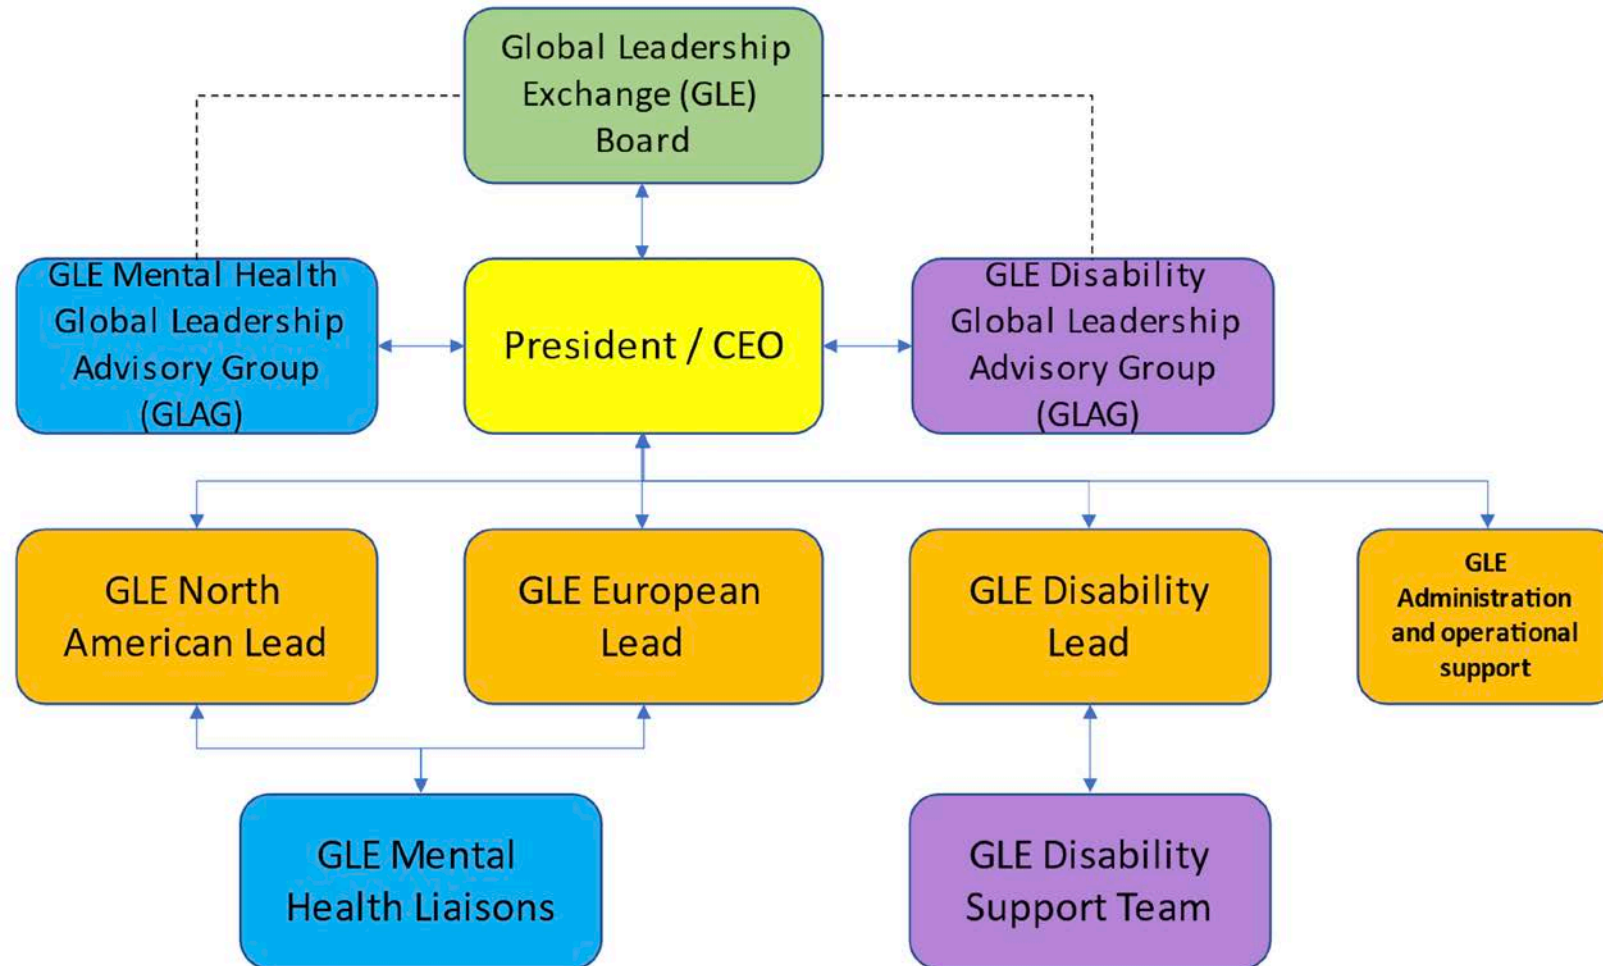 Global Leadership
Exchange (GLE)
Board
GLE Mental Health
Global Leadership
Advisory Group
(GLAG)
President / CEO
GLE Disability
Global Leadership
Advisory Group
(GLAG)
GLE North
American Lead
GLE European
Lead
GLE Disability
Lead
GLE
Administration
and operational
support
GLE Mental
Health Liaisons
GLE Disability
Support Team